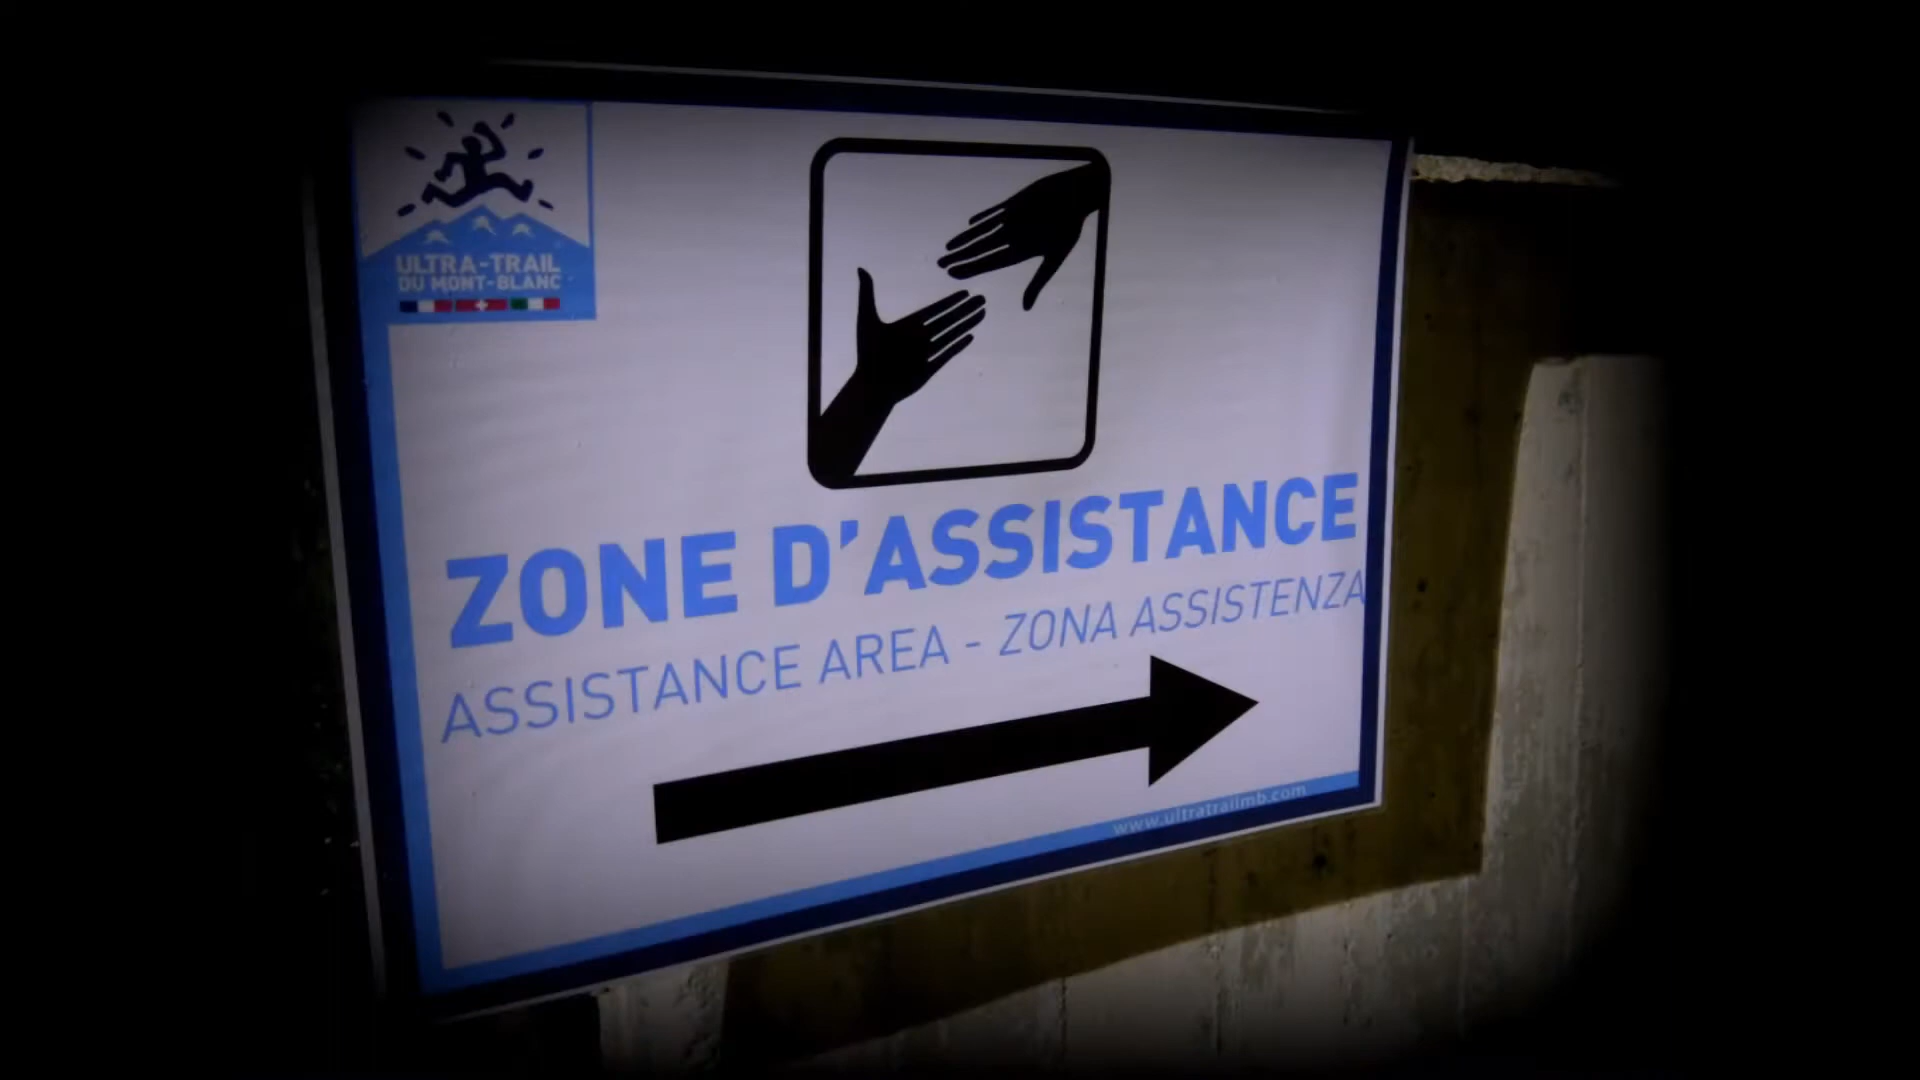 ULTRA-TRAIL
DU MONT-BLANC
ZONE D'ASSISTANCE
ASSISTANCE AREA - ZONA ASSISTENZA
www.ultratrailmb.com